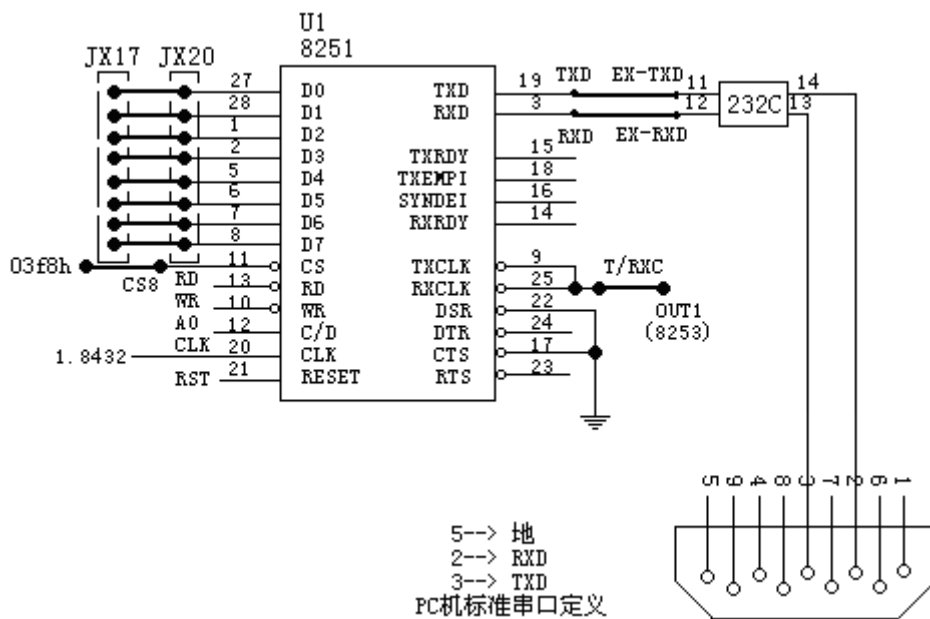 U1
8251
JX17 JX20
27 D0 TXD 19 TXD EX-TXD 11 14
28 D1 RXD 3 RXD EX-RXD 12 13
232C
1 D2
2 D3 TXRDY 15
5 D4 TXEMPI 18
6 D5 SYNDEI 16
7 D6 RXRDY 14
8 D7
03f8h CS8 11 CS TXCLK 9 T/RXC
RD 13 RD RXCLK 25
WR 10 WR DSR 22 OUT1
A0 12 C/D DTR 24 (8253)
1.8432 CLK 20 CLK CTS 17
RST 21 RESET RTS 23
5 9 4 8 3 7 2 6 1
5--> 地
2--> RXD
3--> TXD
PC机标准串口定义